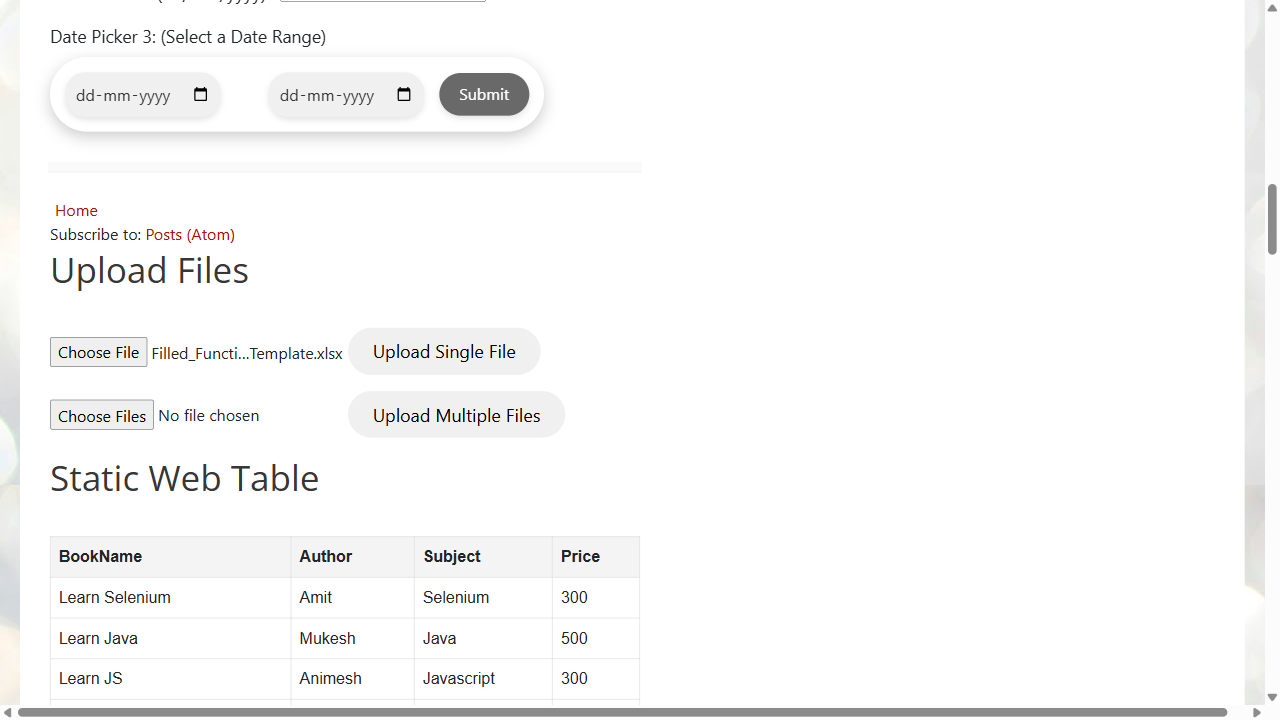 Date Picker 3: (Select a Date Range)
dd-mm-yyyy dd-mm-yyyy Submit
Home
Subscribe to: Posts (Atom)
Upload Files
Choose File Filled_Functi...Template.xlsx Upload Single File
Choose Files No file chosen Upload Multiple Files
Static Web Table
BookName Author Subject Price
Learn Selenium Amit Selenium 300
Learn Java Mukesh Java 500
Learn JS Animesh Javascript 300